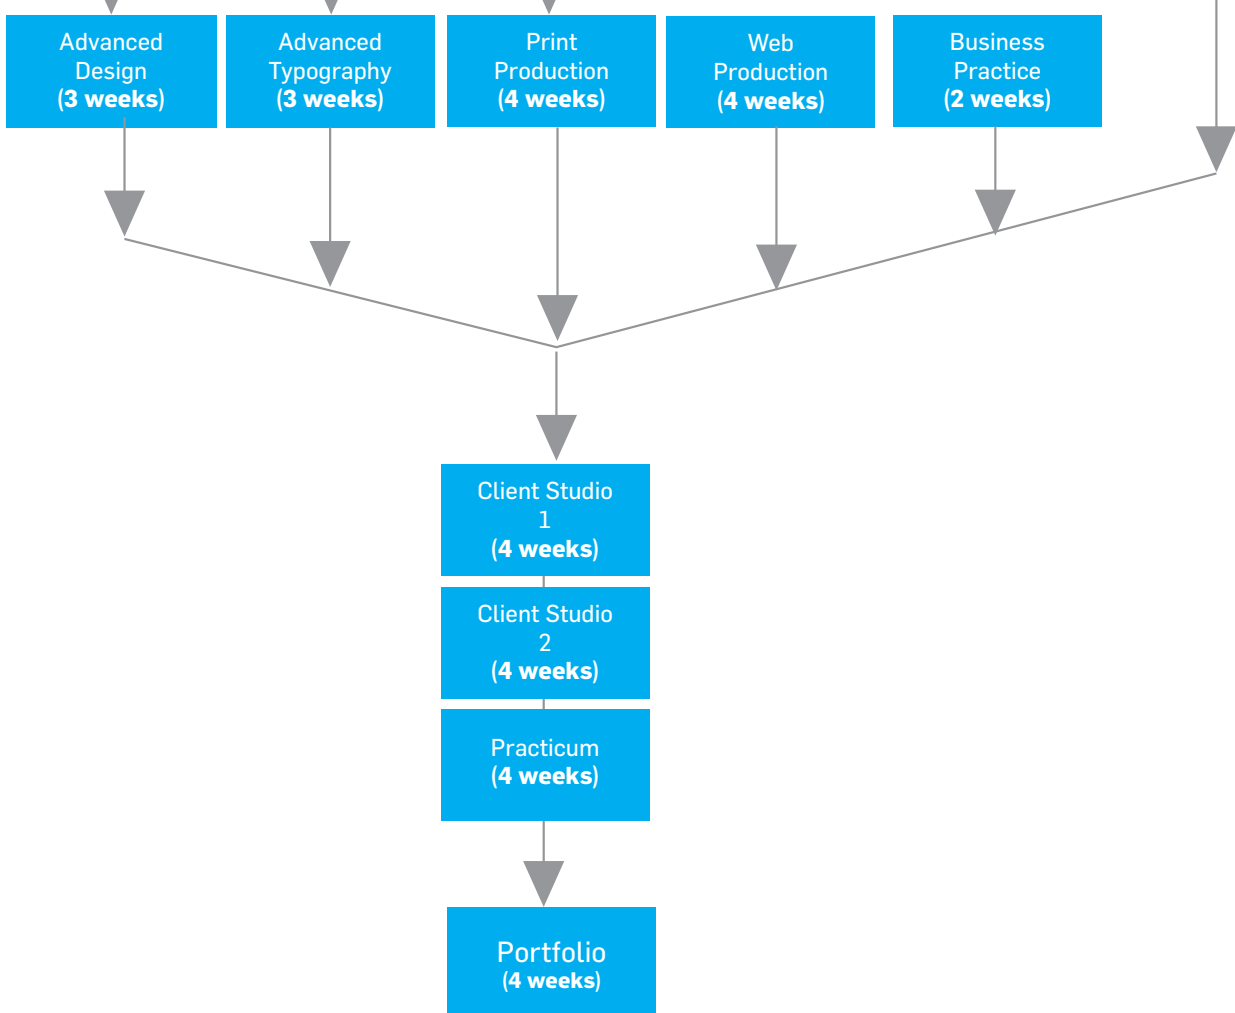 Advanced
Design
(3 weeks)
Advanced
Typography
(3 weeks)
Print
Production
(4 weeks)
Web
Production
(4 weeks)
Business
Practice
(2 weeks)
Client Studio
1
(4 weeks)
Client Studio
2
(4 weeks)
Practicum
(4 weeks)
Portfolio
(4 weeks)